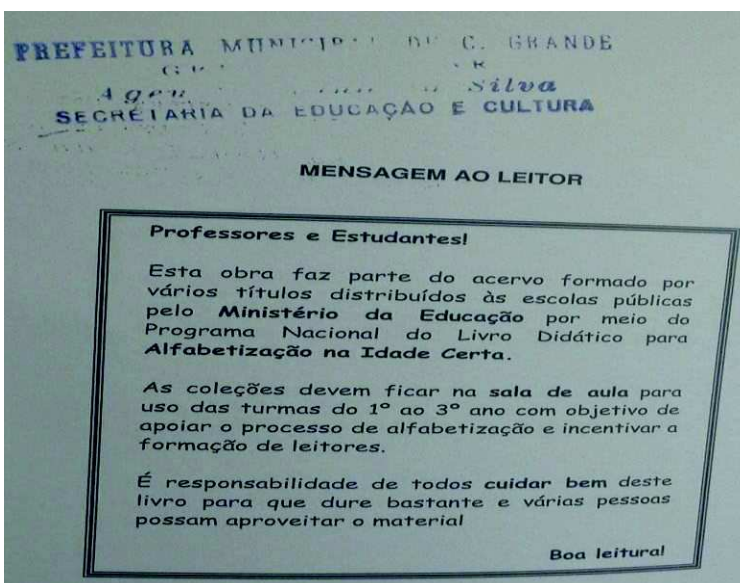 PREFEITURA MUNICIPAL DE C. GRANDE
Silva
SECRETARIA DA EDUCAÇÃO E CULTURA
MENSAGEM AO LEITOR
Professores e Estudantes!
Esta obra faz parte do acervo formado por
vários títulos distribuídos às escolas públicas
pelo Ministério da Educação por meio do
Programa Nacional do Livro Didático para
Alfabetização na Idade Certa.
As coleções devem ficar na sala de aula para
uso das turmas do 1º ao 3º ano com objetivo de
apoiar o processo de alfabetização e incentivar a
formação de leitores.
É responsabilidade de todos cuidar bem deste
livro para que dure bastante e várias pessoas
possam aproveitar o material
Boa leitura!